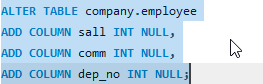 ALTER TABLE company.employee
ADD COLUMN sall INT NULL,
ADD COLUMN comm INT NULL,
ADD COLUMN dep_no INT NULL;